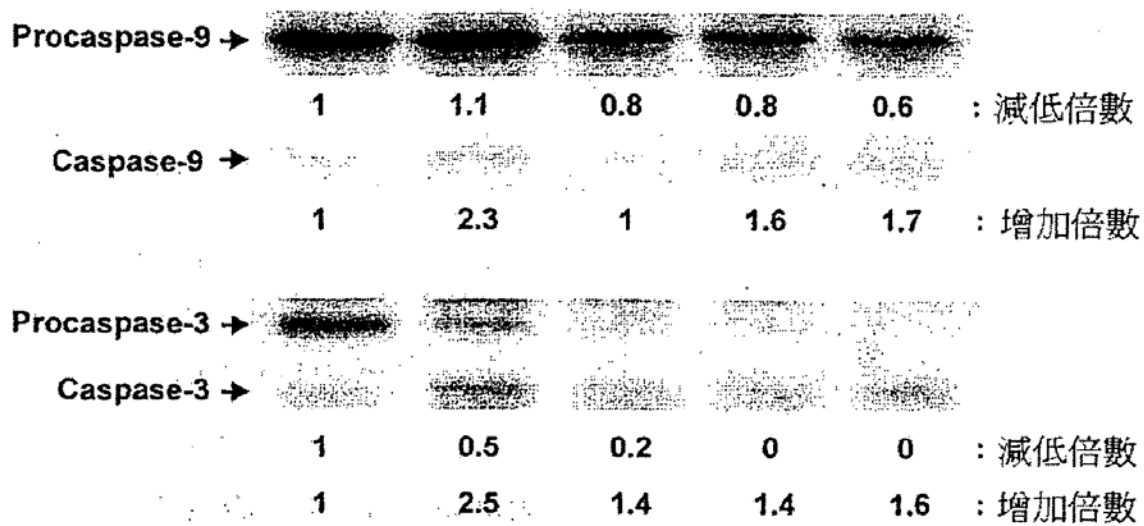 Procaspase-9 →
1 1.1 0.8 0.8 0.6 : 減低倍數
Caspase-9 →
1 2.3 1 1.6 1.7 : 增加倍數
Procaspase-3 →
Caspase-3 →
1 0.5 0.2 0 0 : 減低倍數
1 2.5 1.4 1.4 1.6 : 增加倍數